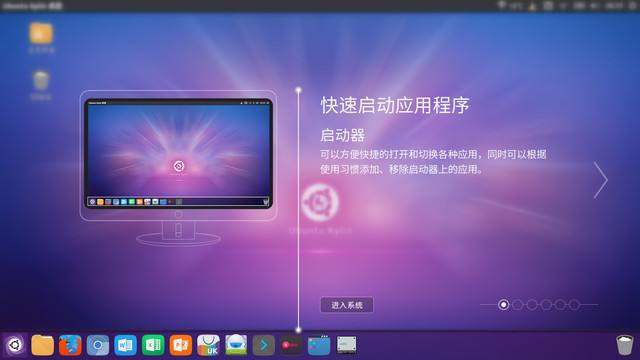 Ubuntu Kylin 桌面
快速启动应用程序
启动器
可以方便快捷的打开和切换各种应用，同时可以根据
使用习惯添加、移除启动器上的应用。
Ubuntu Kylin
进入系统
UK